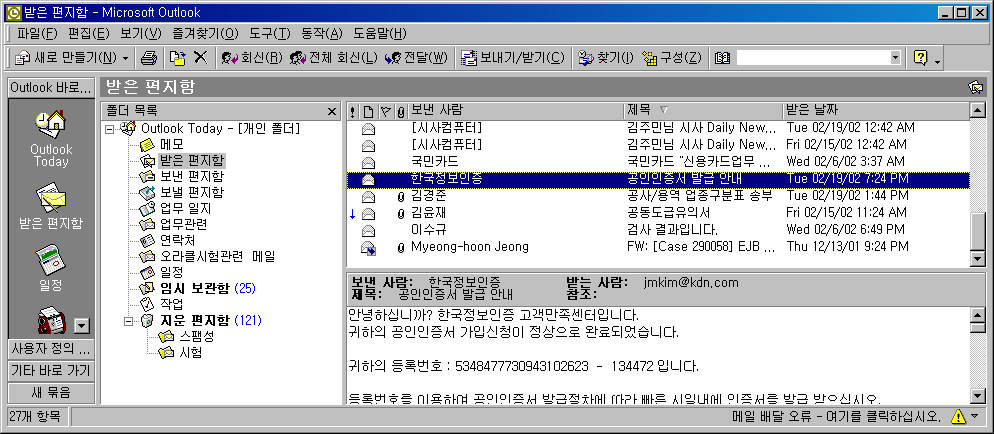 받은 편지함 - Microsoft Outlook
파일(F) 편집(E) 보기(V) 즐겨찾기(O) 도구(T) 동작(A) 도움말(H)
새로 만들기(N) 회신(R) 전체 회신(L) 전달(W) 보내기/받기(C) 찾기(I) 구성(Z)
Outlook 바로... 받은 편지함
Outlook Today
받은 편지함
일정
사용자 정의 ...
기타 바로 가기
새 묶음
폴더 목록
Outlook Today - [개인 폴더]
메모
받은 편지함
보낸 편지함
보낼 편지함
업무 일지
업무관련
연락처
오라클시험관련 메일
일정
임시 보관함 (25)
작업
지운 편지함 (121)
스팸성
시험
보낸 사람 제목 받은 날짜
[시사컴퓨터] 김주민님 시사 Daily New... Tue 02/19/02 12:42 AM
[시사컴퓨터] 김주민님 시사 Daily New... Fri 02/15/02 12:42 AM
국민카드 국민카드 "신용카드업무 ... Wed 02/6/02 3:37 AM
한국정보인증 공인인증서 발급 안내 Tue 02/19/02 7:24 PM
김경준 공사/용역 업종구분표 송부 Tue 02/19/02 1:44 PM
김윤재 공동도급유의서 Fri 02/15/02 11:24 AM
이수규 검사 결과입니다. Wed 02/6/02 6:49 PM
Myeong-hoon Jeong FW: [Case 290058] EJB ... Thu 12/13/01 9:24 PM
보낸 사람: 한국정보인증 받는 사람: jmkim@kdn.com
제목: 공인인증서 발급 안내 참조:
안녕하십니까? 한국정보인증 고객만족센터입니다.
귀하의 공인인증서 가입신청이 정상으로 완료되었습니다.
귀하의 등록번호 : 5348477730943102623 - 134472 입니다.
등록번호를 이용하여 공인인증서 발급절차에 따라 빠른 시일내에 인증서를 발급 받으십시오.
27개 항목 메일 배달 오류 - 여기를 클릭하십시오.